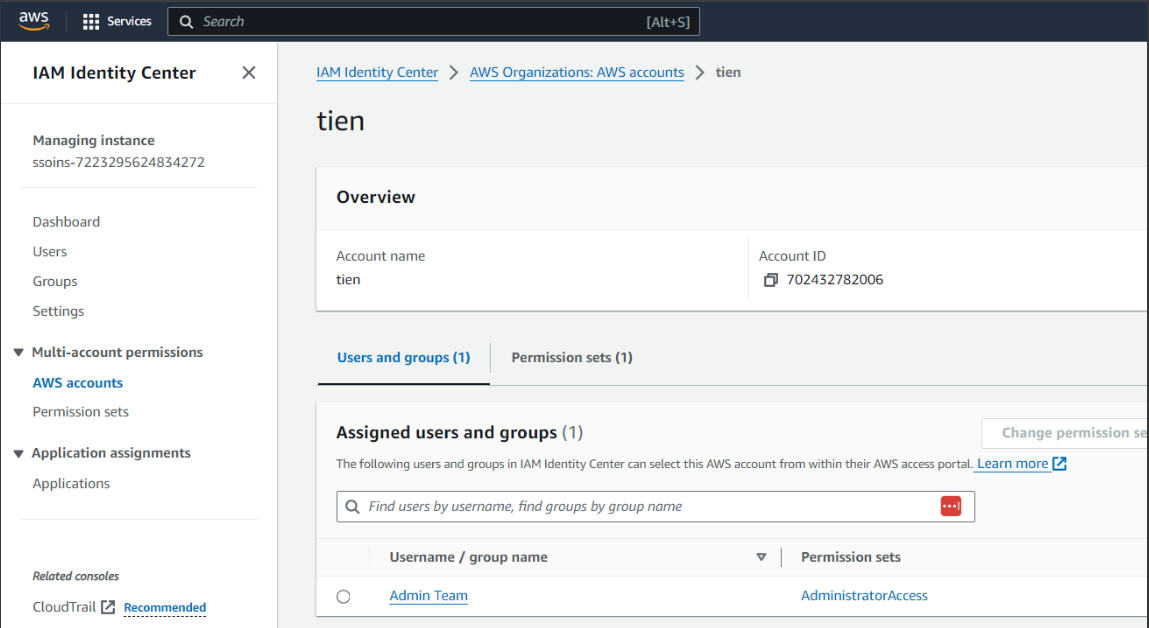 aws
Services
Search
[Alt+S]
IAM Identity Center
Managing instance
ssoins-7223295624834272
Dashboard
Users
Groups
Settings
Multi-account permissions
AWS accounts
Permission sets
Application assignments
Applications
Related consoles
CloudTrail Recommended
IAM Identity Center > AWS Organizations: AWS accounts > tien
tien
Overview
Account name
tien
Account ID
702432782006
Users and groups (1)
Permission sets (1)
Assigned users and groups (1)
Change permission se
The following users and groups in IAM Identity Center can select this AWS account from within their AWS access portal. Learn more
Find users by username, find groups by group name
Username / group name
Permission sets
Admin Team
AdministratorAccess